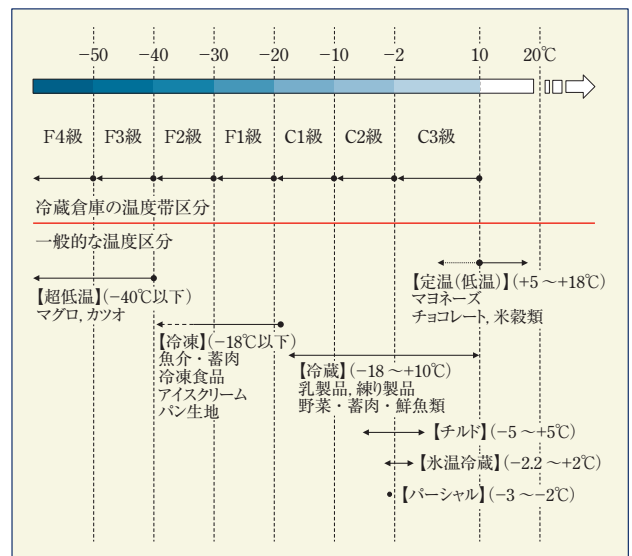 −50 −40 −30 −20 −10 −2 10 20℃
F4級 F3級 F2級 F1級 C1級 C2級 C3級
冷蔵倉庫の温度帯区分
一般的な温度区分
【超低温】(−40℃以下)
マグロ, カツオ
【定温(低温)】(+5～+18℃)
マヨネーズ
チョコレート, 米穀類
【冷凍】(−18℃以下)
魚介・蓄肉
冷凍食品
アイスクリーム
パン生地
【冷蔵】(−18～+10℃)
乳製品, 練り製品
野菜・蓄肉・鮮魚類
【チルド】(−5～+5℃)
【氷温冷蔵】(−2.2～+2℃)
【パーシャル】(−3～−2℃)